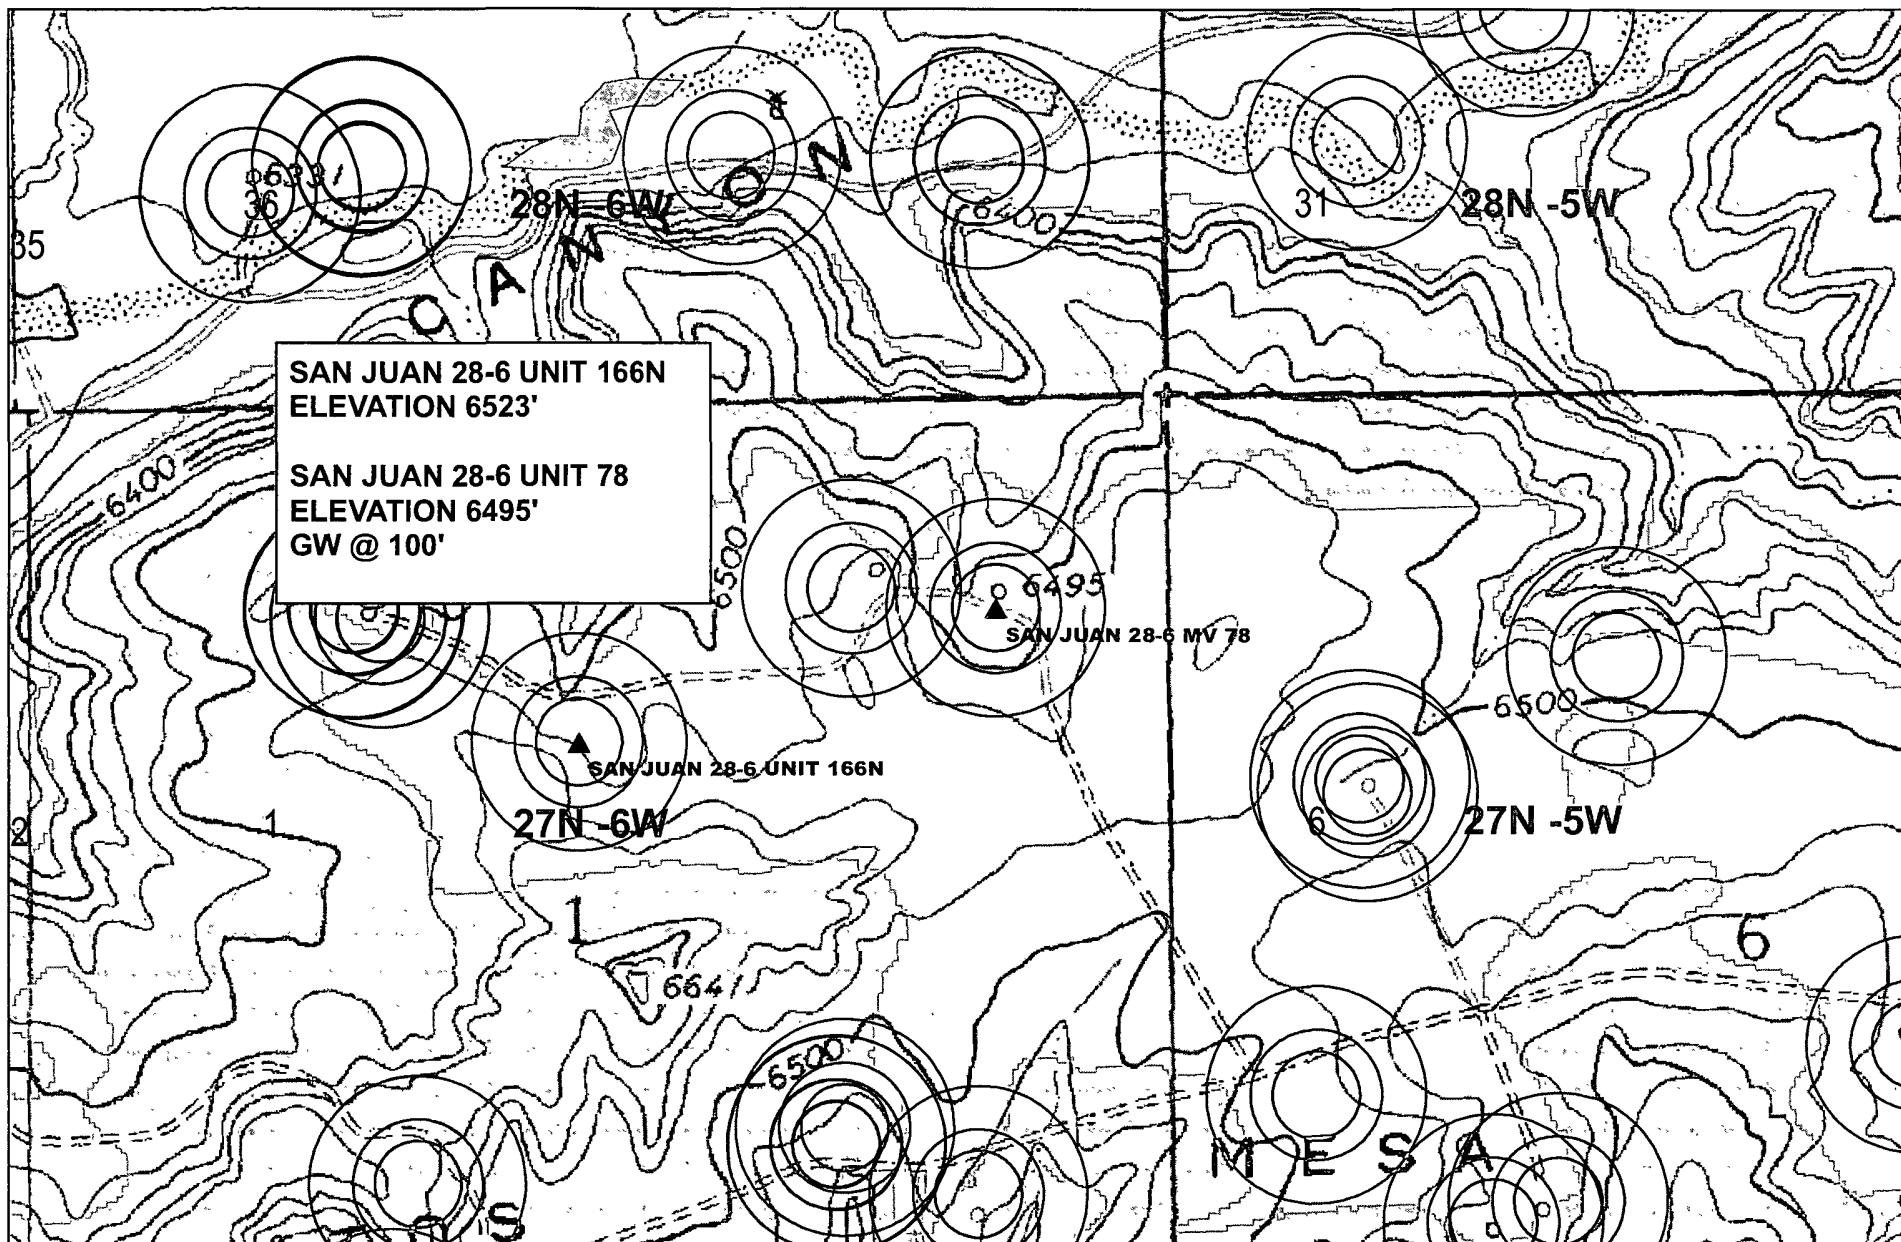 6331
36
28N -6W
31
28N -5W
35
CANYON
6400
SAN JUAN 28-6 UNIT 166N
ELEVATION 6523'
SAN JUAN 28-6 UNIT 78
ELEVATION 6495'
GW @ 100'
6400
6500
6495
SAN JUAN 28-6 MV 78
6500
SAN JUAN 28-6 UNIT 166N
2
1
27N -6W
6
27N -5W
1
6
6641
6500
MESA
S